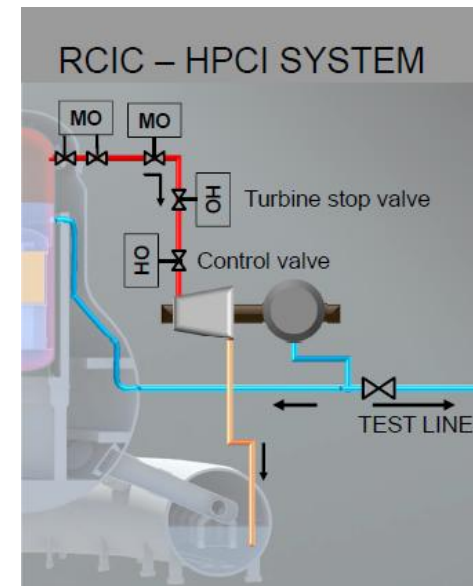 RCIC – HPCI SYSTEM
MO
MO
HO
Turbine stop valve
HO
Control valve
TEST LINE